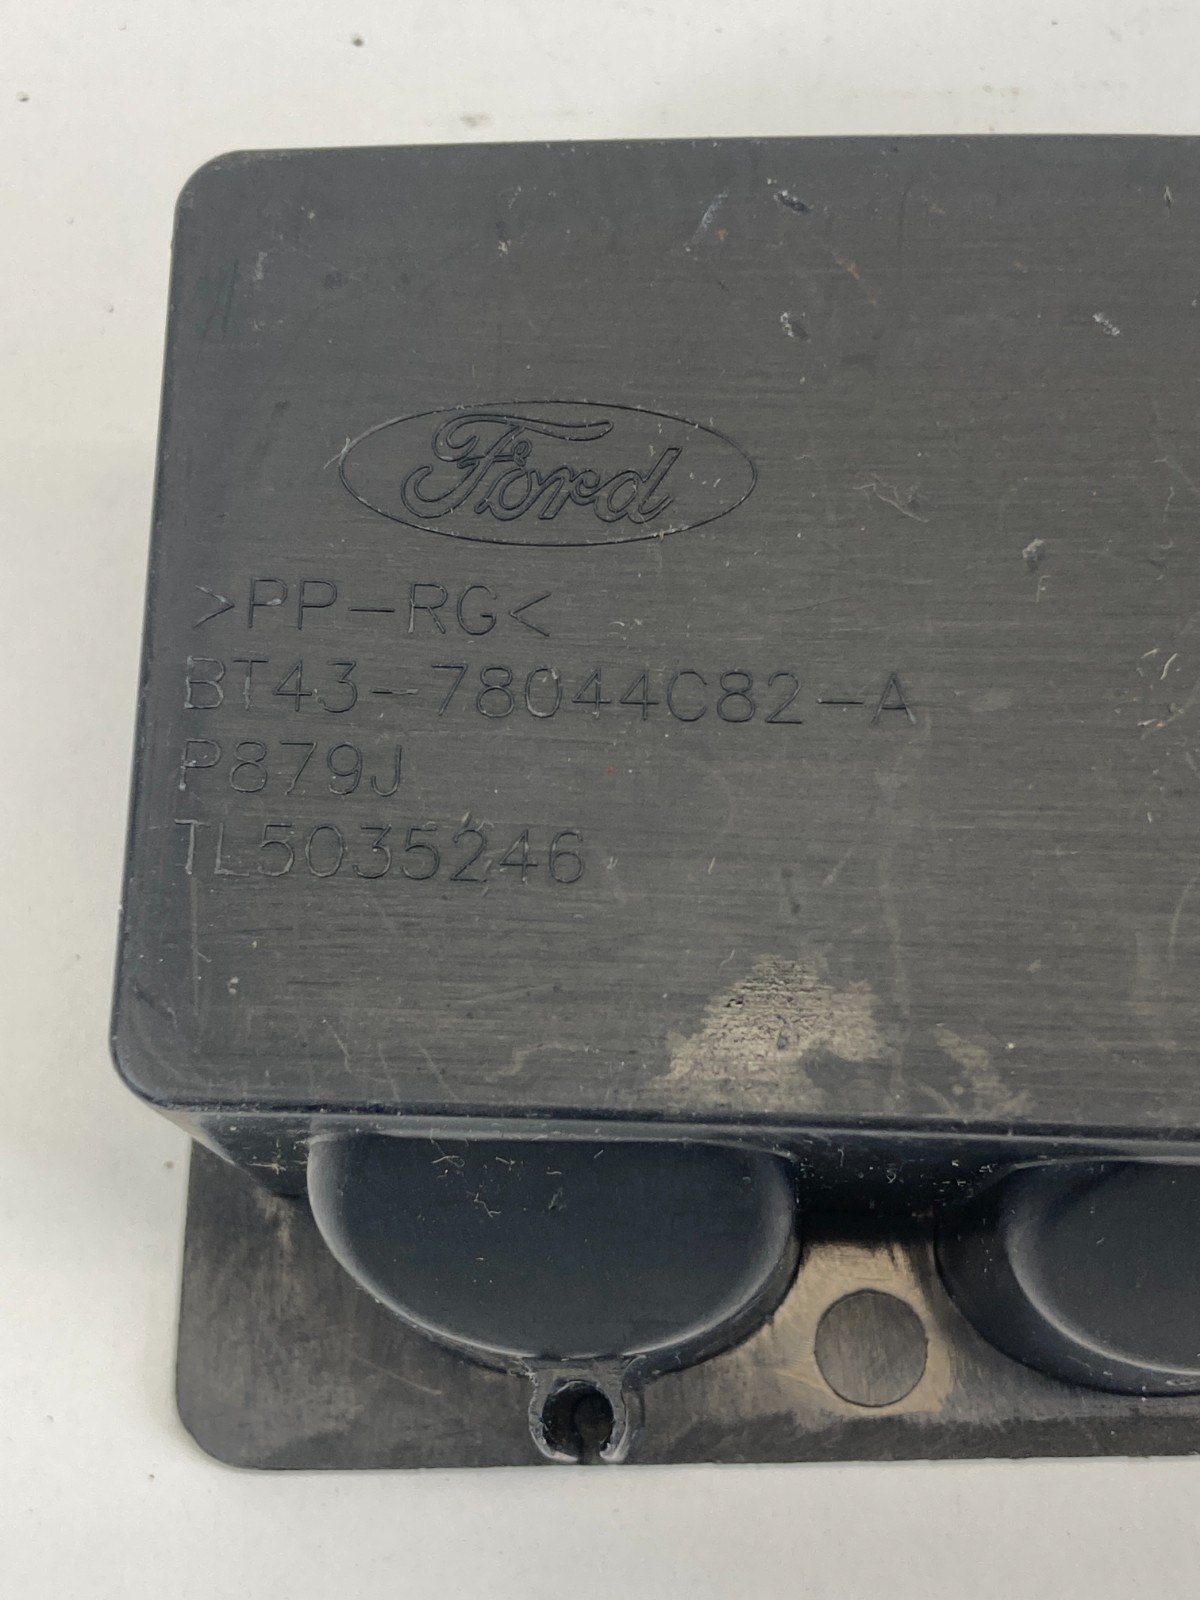 Ford
>PP-RG<
BT43-78044C82-A
P879J
TL5035246